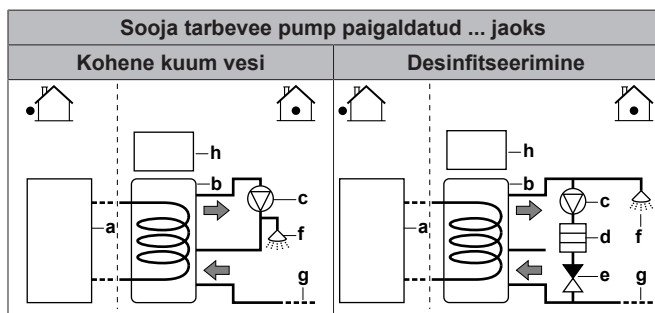 Sooja tarbevee pump paigaldatud ... jaoks
Kohene kuum vesi
Desinfitseerimine
h
b
c
a
f
g
h
b
c
a
d
f
e
g